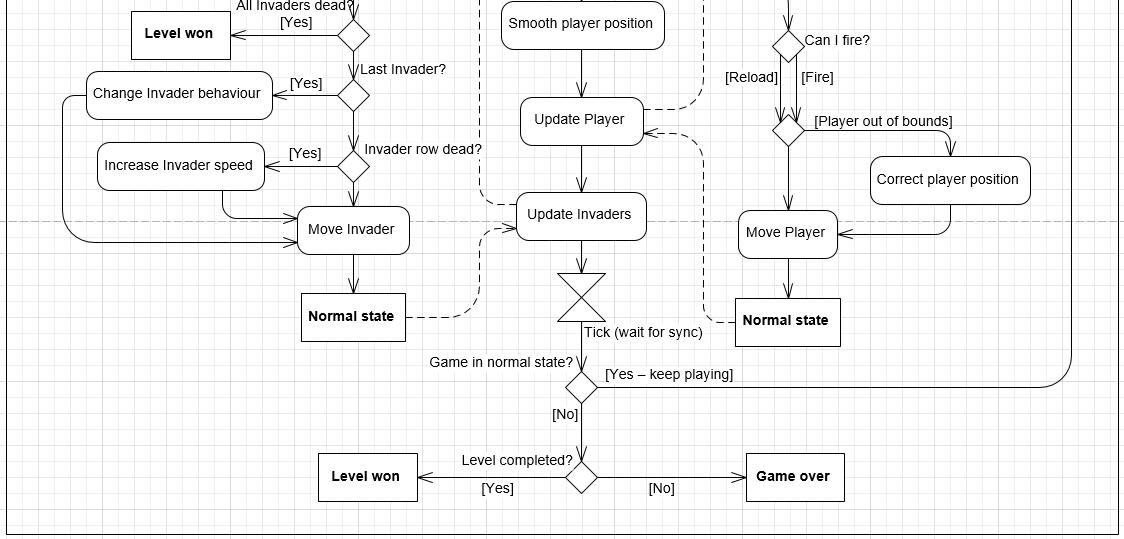 All Invaders dead?
[Yes]
Level won
Last Invader?
[Yes]
Change Invader behaviour
Invader row dead?
[Yes]
Increase Invader speed
Move Invader
Normal state
Smooth player position
Update Player
Update Invaders
Tick (wait for sync)
Game in normal state?
[Yes – keep playing]
[No]
Level completed?
Level won
[Yes]
[No]
Game over
Can I fire?
[Reload]
[Fire]
[Player out of bounds]
Correct player position
Move Player
Normal state